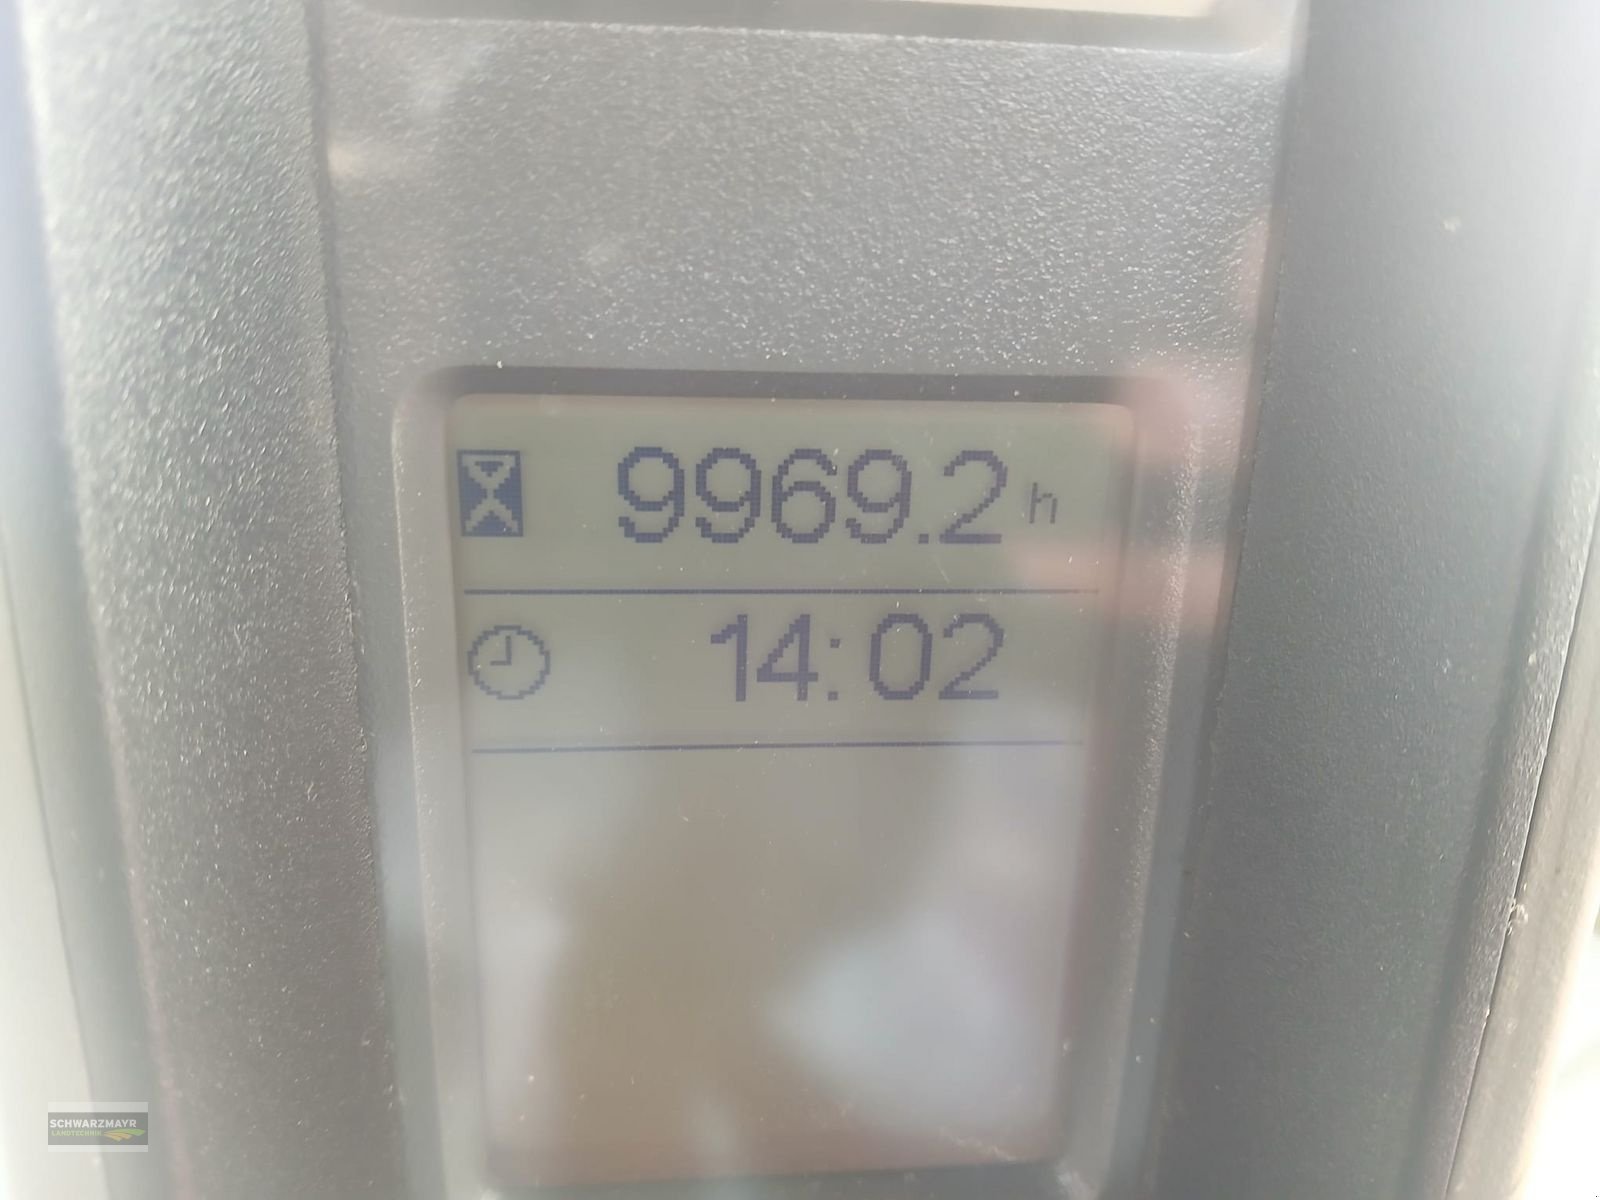 9969.2 h
14:02
SCHWARZMAYR
LANDTECHNIK